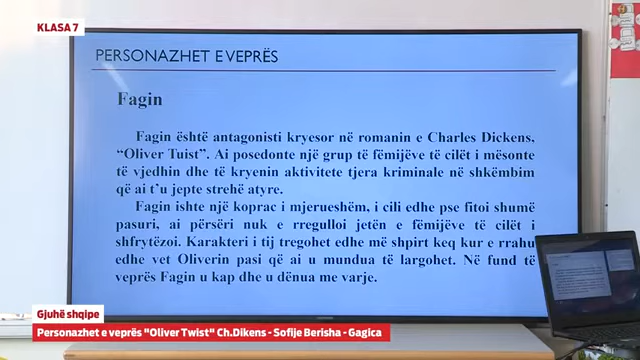 KLASA 7
PERSONAZHET E VEPRËS
Fagin
Fagin është antagonisti kryesor në romanin e Charles Dickens,
“Oliver Tuist”. Ai posedonte një grup të fëmijëve të cilët i mësonte
të vjedhin dhe të kryenin aktivitete tjera kriminale në shkëmbim
që ai t’u jepte strehë atyre.
Fagin ishte një koprac i mjerueshëm, i cili edhe pse fitoi shumë
pasuri, ai përsëri nuk e rregulloi jetën e fëmijëve të cilët i
shfrytëzoi. Karakteri i tij tregohet edhe më shpirt keq kur e rrahu
edhe vet Oliverin pasi që ai u mundua të largohet. Në fund të
veprës Fagin u kap dhe u dënua me varje.
Gjuhë shqipe
Personazhet e veprës "Oliver Twist" Ch.Dikens - Sofije Berisha - Gagica